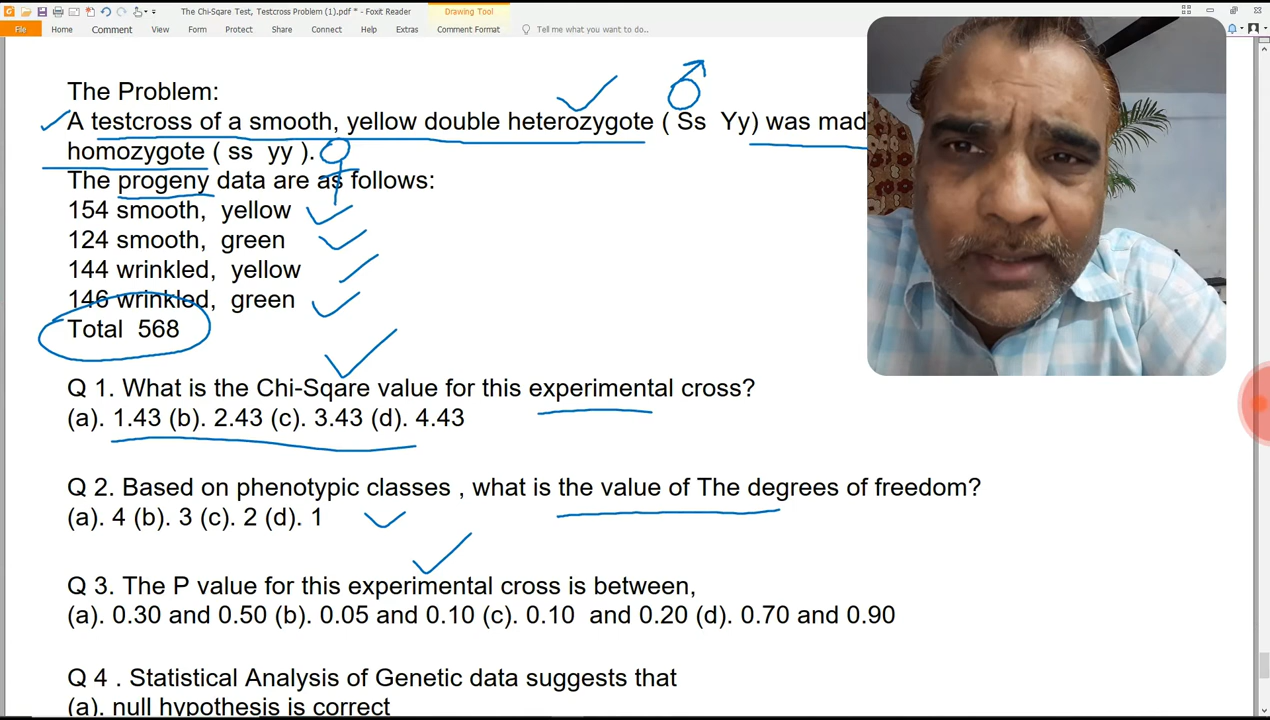 The Chi-Sqare Test, Testcross Problem (1).pdf * - Foxit Reader
Drawing Tool
File Home Comment View Form Protect Share Connect Help Extras Comment Format Tell me what you want to do..
The Problem:
A testcross of a smooth, yellow double heterozygote ( Ss Yy) was mad
homozygote ( ss yy ).
The progeny data are as follows:
154 smooth, yellow
124 smooth, green
144 wrinkled, yellow
146 wrinkled, green
Total 568
Q 1. What is the Chi-Sqare value for this experimental cross?
(a). 1.43 (b). 2.43 (c). 3.43 (d). 4.43
Q 2. Based on phenotypic classes , what is the value of The degrees of freedom?
(a). 4 (b). 3 (c). 2 (d). 1
Q 3. The P value for this experimental cross is between,
(a). 0.30 and 0.50 (b). 0.05 and 0.10 (c). 0.10 and 0.20 (d). 0.70 and 0.90
Q 4 . Statistical Analysis of Genetic data suggests that
(a). null hypothesis is correct